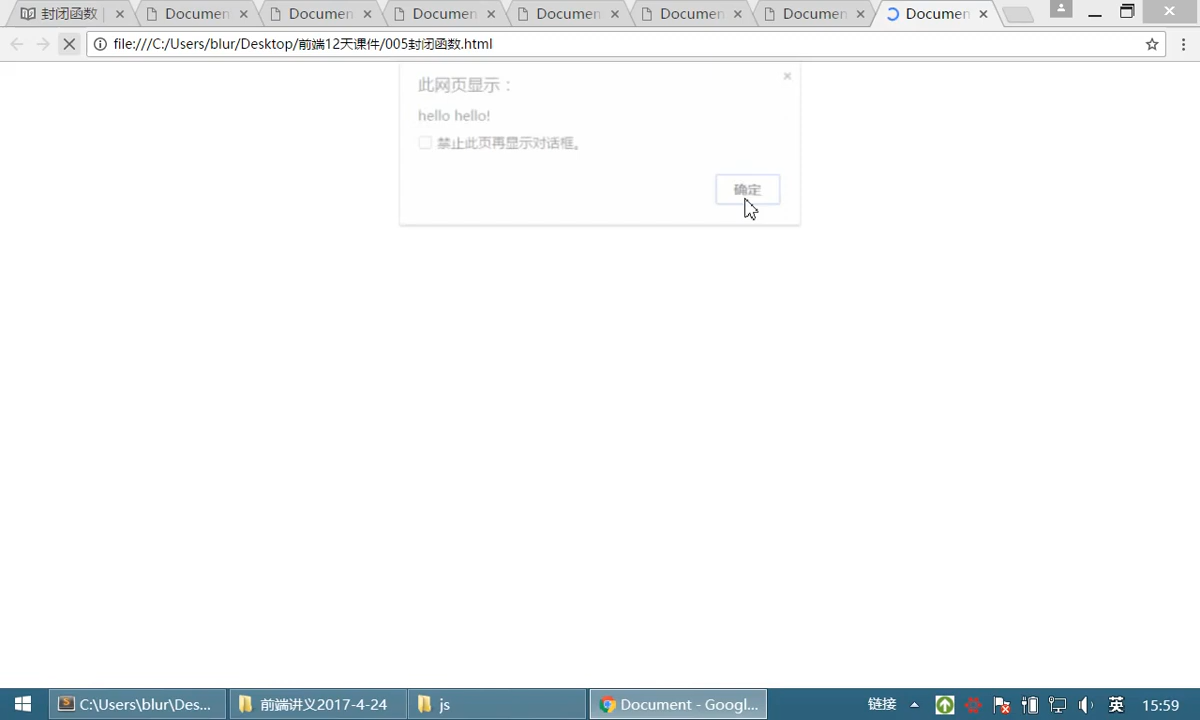 封闭函数
Documen
Documen
Documen
Documen
Documen
Documen
Documen
file:///C:/Users/blur/Desktop/前端12天课件/005封闭函数.html
此网页显示：
hello hello!
禁止此页再显示对话框。
确定
C:\Users\blur\Des...
前端讲义2017-4-24
js
Document - Googl...
链接
英
15:59